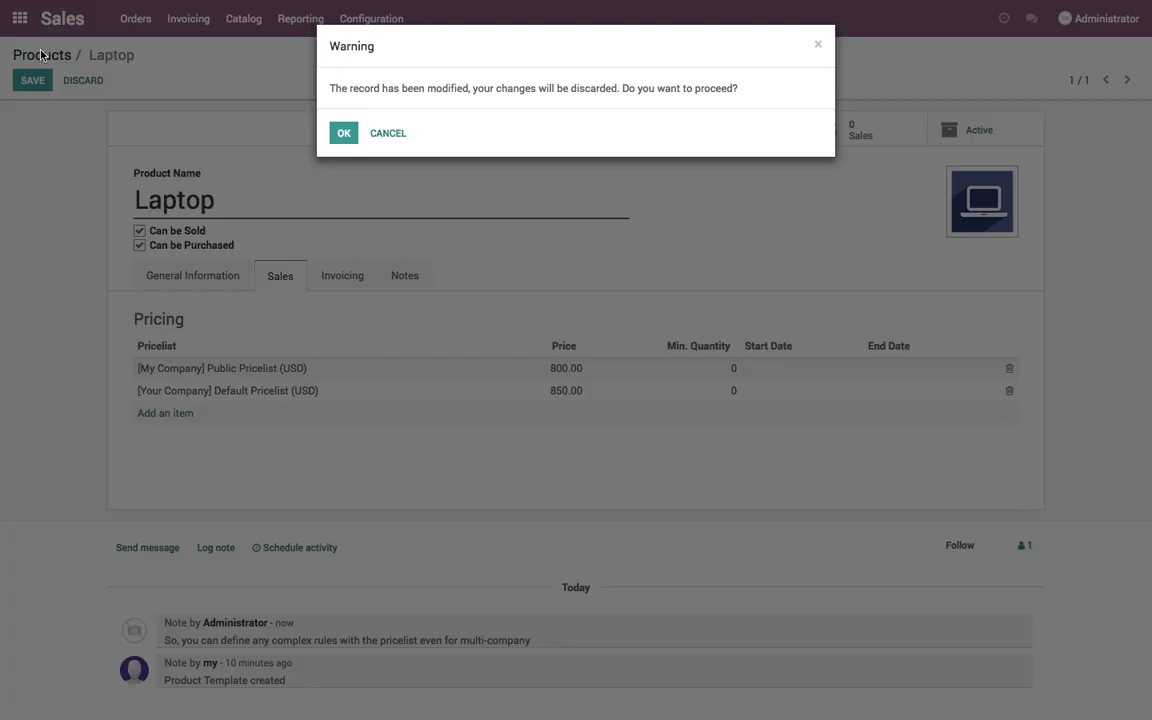 Sales Orders Invoicing Catalog Reporting Configuration Administrator
Products / Laptop
SAVE DISCARD
1 / 1
Warning ×
The record has been modified, your changes will be discarded. Do you want to proceed?
OK CANCEL
0
Sales
Active
Product Name
Laptop
Can be Sold
Can be Purchased
General Information Sales Invoicing Notes
Pricing
Pricelist Price Min. Quantity Start Date End Date
[My Company] Public Pricelist (USD) 800.00 0
[Your Company] Default Pricelist (USD) 850.00 0
Add an item
Send message Log note Schedule activity Follow 1
Today
Note by Administrator - now
So, you can define any complex rules with the pricelist even for multi-company
Note by my - 10 minutes ago
Product Template created